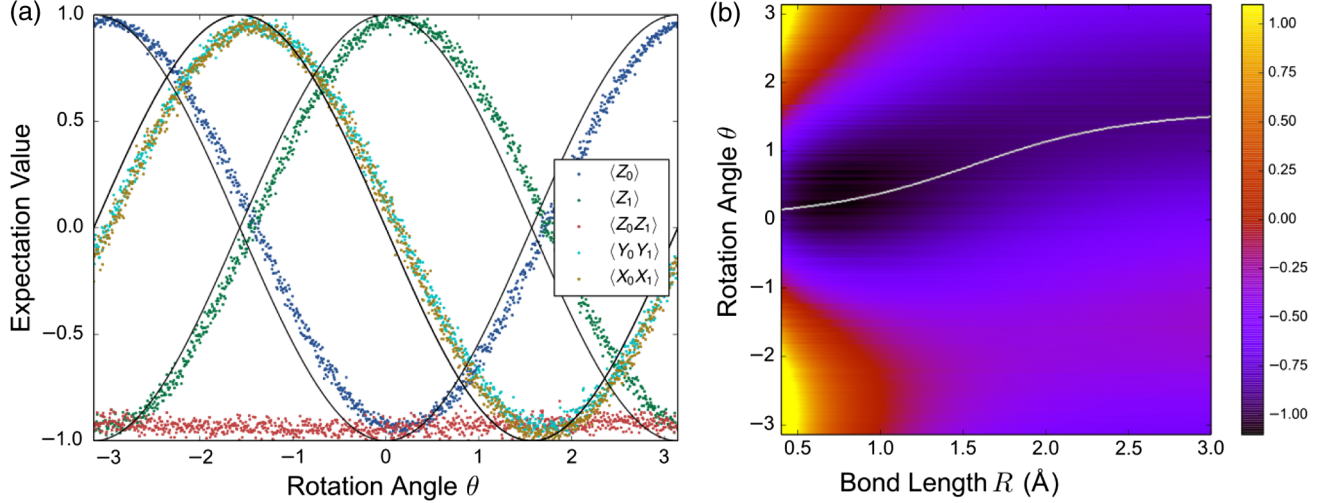 (a)
Expectation Value
1.0
0.5
0.0
−0.5
−1.0
−3 −2 −1 0 1 2 3
Rotation Angle θ
⟨Z₀⟩
⟨Z₁⟩
⟨Z₀Z₁⟩
⟨Y₀Y₁⟩
⟨X₀X₁⟩
(b)
Rotation Angle θ
3
2
1
0
−1
−2
−3
0.5 1.0 1.5 2.0 2.5 3.0
Bond Length R (Å)
1.00
0.75
0.50
0.25
0.00
−0.25
−0.50
−0.75
−1.00